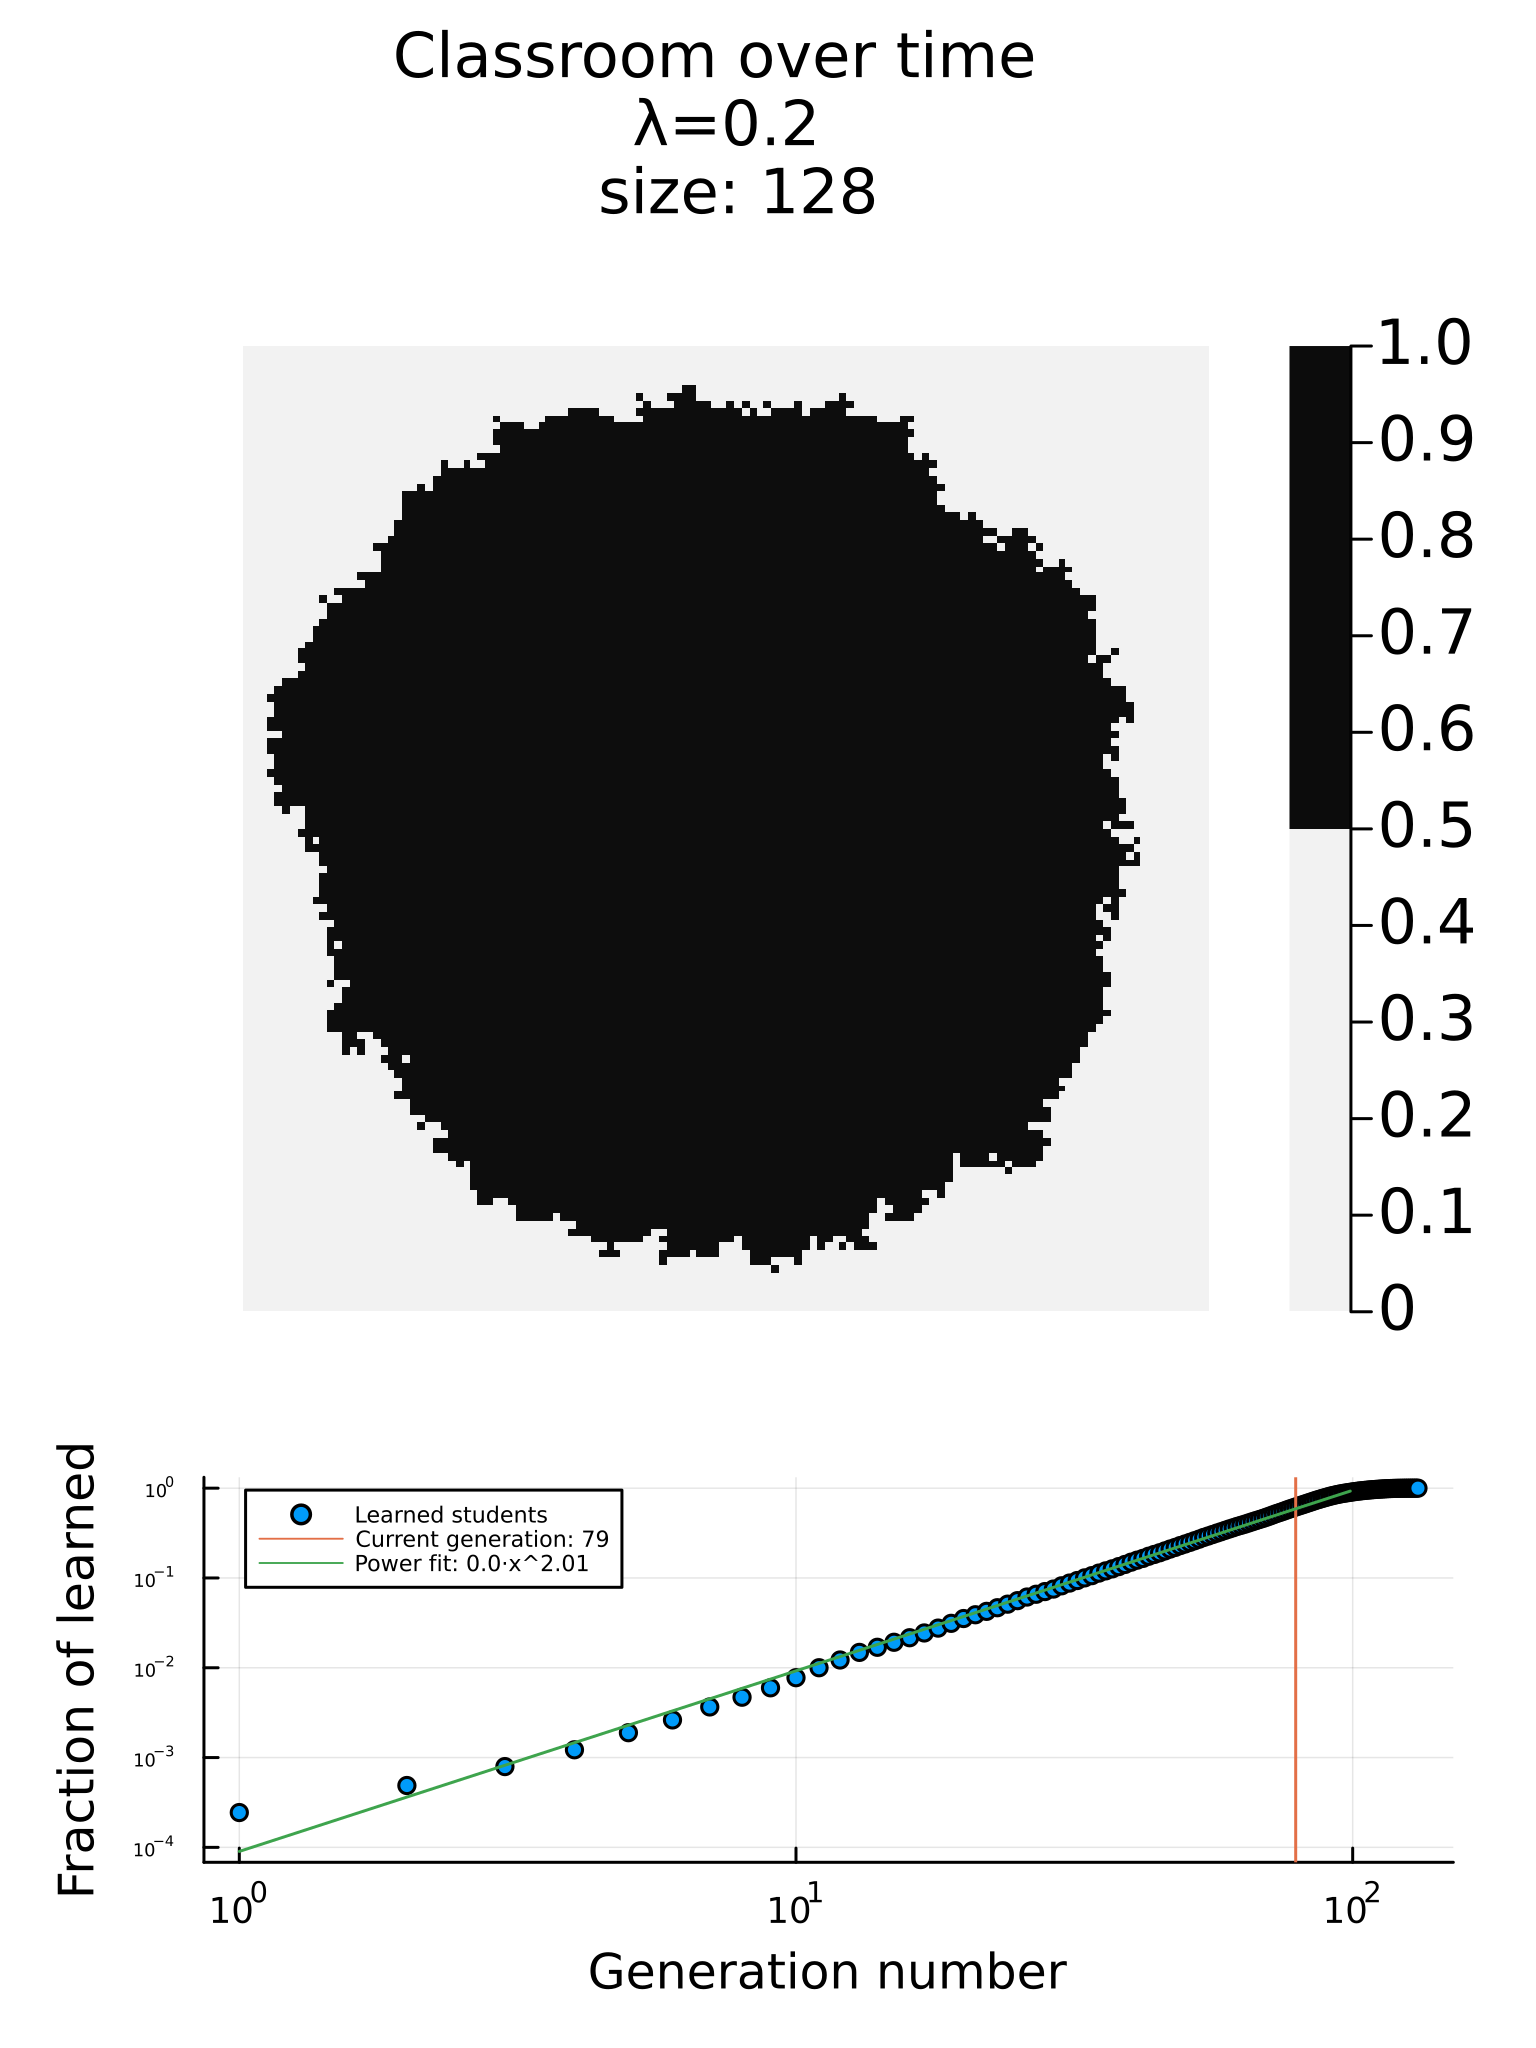 Classroom over time
λ=0.2
size: 128
1.0
0.9
0.8
0.7
0.6
0.5
0.4
0.3
0.2
0.1
0
Fraction of learned
10⁰
10⁻¹
10⁻²
10⁻³
10⁻⁴
Learned students
Current generation: 79
Power fit: 0.0·x^2.01
10⁰ 10¹ 10²
Generation number